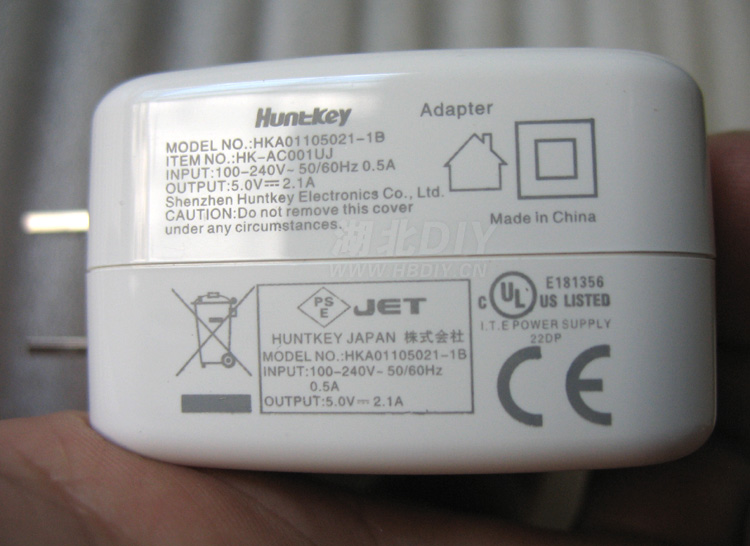 Huntkey
Adapter
MODEL NO.:HKA01105021-1B
ITEM NO.:HK-AC001UJ
INPUT:100-240V~ 50/60Hz 0.5A
OUTPUT:5.0V⎓2.1A
Shenzhen Huntkey Electronics Co., Ltd.
CAUTION:Do not remove this cover
under any circumstances.
Made in China
湖北DIY
WWW.HBDIY.CN
PS
E
JET
HUNTKEY JAPAN 株式会社
MODEL NO.:HKA01105021-1B
INPUT:100-240V~ 50/60Hz
0.5A
OUTPUT:5.0V⎓2.1A
c UL US LISTED
E181356
I.T.E POWER SUPPLY
22DP
CE